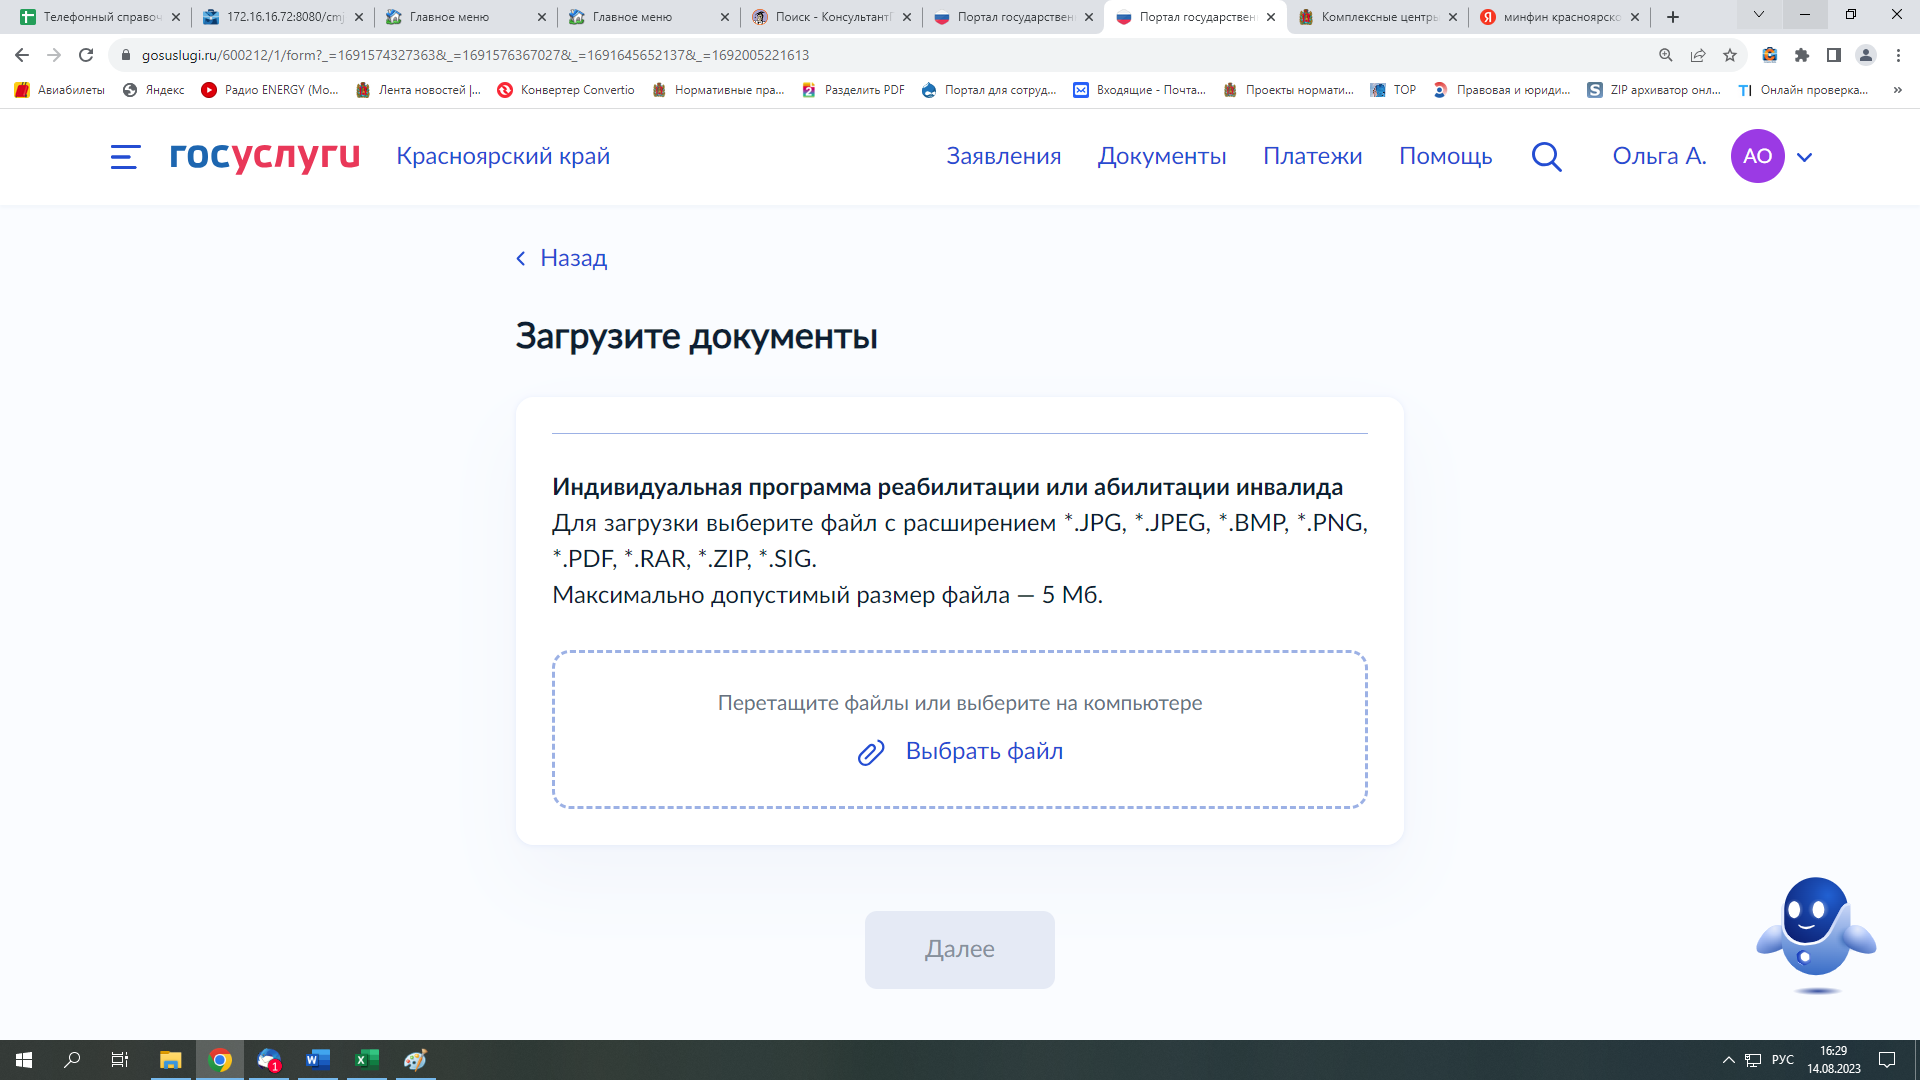 Телефонный справоч
172.16.16.72:8080/cmj
Главное меню
Главное меню
Поиск - КонсультантП
Портал государствен
Портал государствен
Комплексные центры
минфин красноярско
gosuslugi.ru/600212/1/form?_=1691574327363&_=1691576367027&_=1691645652137&_=1692005221613
Авиабилеты
Яндекс
Радио ENERGY (Мо...
Лента новостей |...
Конвертер Convertio
Нормативные пра...
Разделить PDF
Портал для сотруд...
Входящие - Почта...
Проекты нормати...
ТОР
Правовая и юриди...
ZIP архиватор онл...
Онлайн проверка...
госуслуги
Красноярский край
Заявления
Документы
Платежи
Помощь
Ольга А.
АО
Назад
Загрузите документы
Индивидуальная программа реабилитации или абилитации инвалида
Для загрузки выберите файл с расширением *.JPG, *.JPEG, *.BMP, *.PNG,
*.PDF, *.RAR, *.ZIP, *.SIG.
Максимально допустимый размер файла — 5 Мб.
Перетащите файлы или выберите на компьютере
Выбрать файл
Далее
1
РУС
16:29
14.08.2023